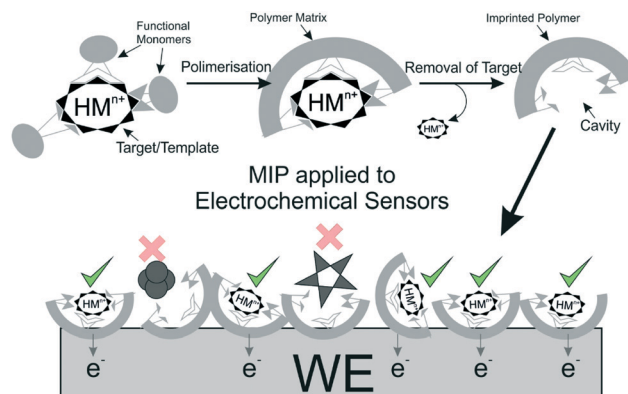 Functional
Monomers
HMⁿ⁺
Target/Template
Polimerisation
Polymer Matrix
HMⁿ⁺
Removal of Target
HMⁿ⁺
Imprinted Polymer
Cavity
MIP applied to
Electrochemical Sensors
HMⁿ⁺
HMⁿ⁺
HMⁿ⁺
HMⁿ⁺
HMⁿ⁺
e⁻
e⁻
WE
e⁻
e⁻
e⁻